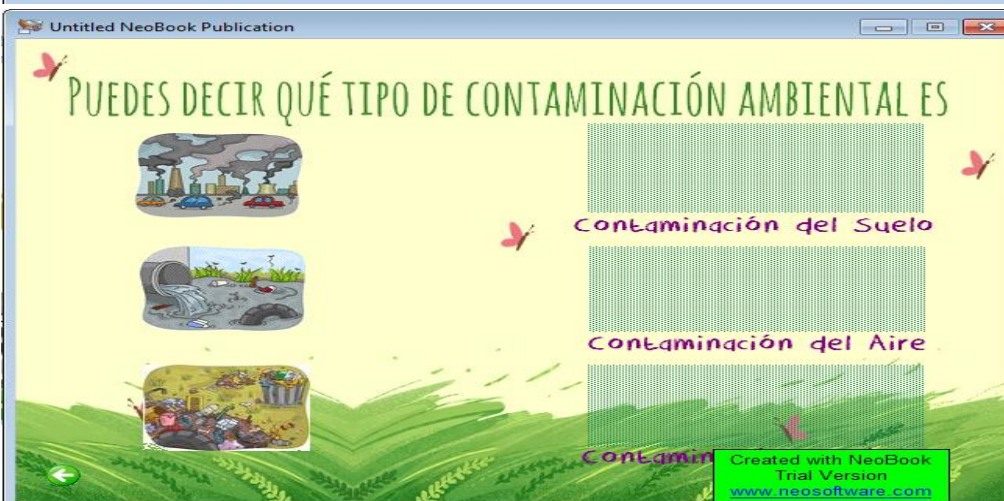 Untitled NeoBook Publication
PUEDES DECIR QUÉ TIPO DE CONTAMINACIÓN AMBIENTAL ES
Contaminación del Suelo
Contaminación del Aire
Contamin
Created with NeoBook
Trial Version
www.neosoftware.com